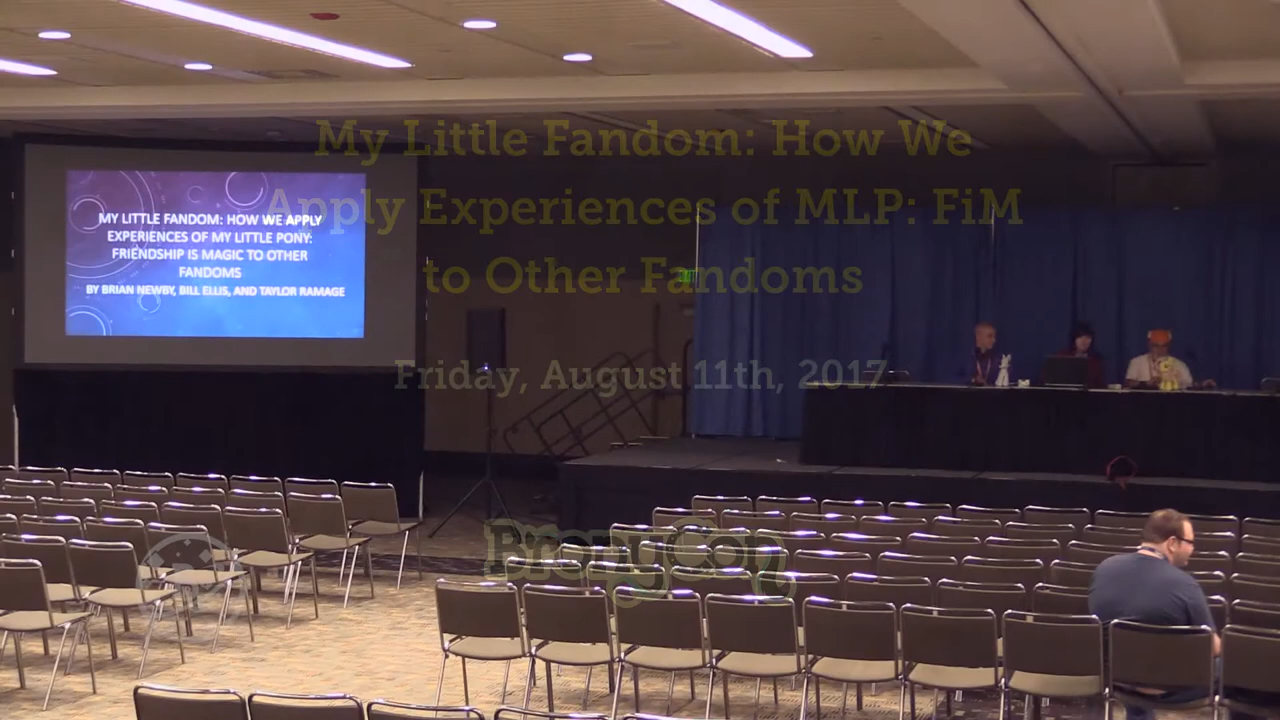 My Little Fandom: How We
Apply Experiences of MLP: FiM
to Other Fandoms
Friday, August 11th, 2017
BronyCon
MY LITTLE FANDOM: HOW WE APPLY
EXPERIENCES OF MY LITTLE PONY:
FRIENDSHIP IS MAGIC TO OTHER
FANDOMS
BY BRIAN NEWBY, BILL ELLIS, AND TAYLOR RAMAGE